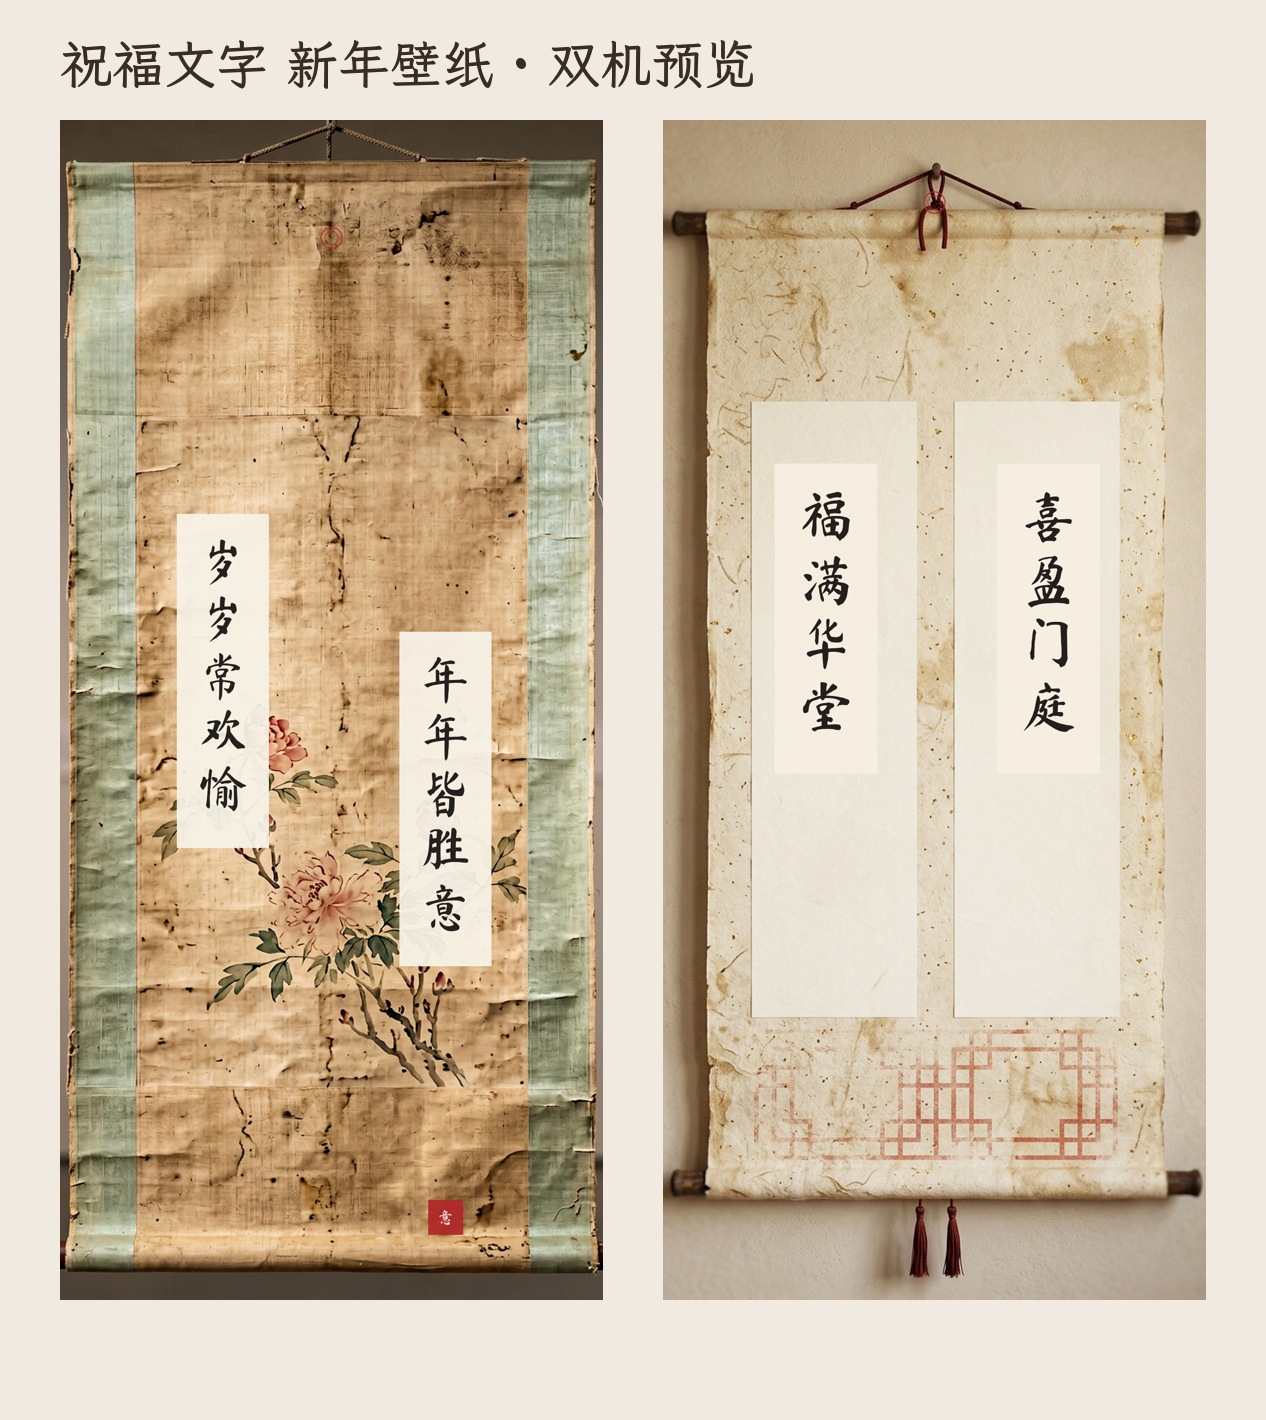 祝福文字 新年壁纸·双机预览
岁岁常欢愉
年年皆胜意
意
福满华堂
喜盈门庭